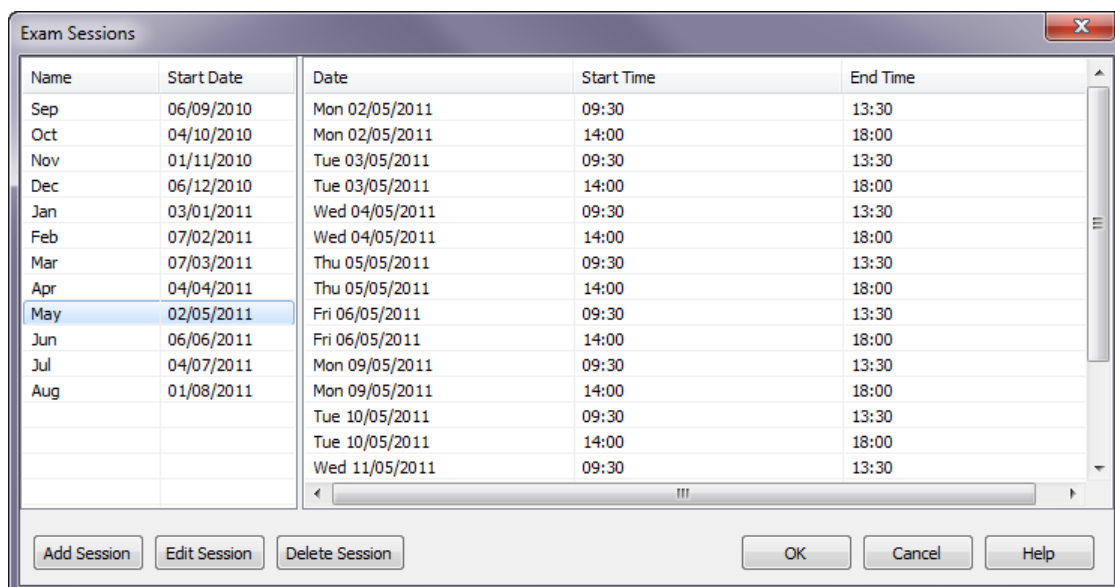 Exam Sessions
Name Start Date Date Start Time End Time
Sep 06/09/2010 Mon 02/05/2011 09:30 13:30
Oct 04/10/2010 Mon 02/05/2011 14:00 18:00
Nov 01/11/2010 Tue 03/05/2011 09:30 13:30
Dec 06/12/2010 Tue 03/05/2011 14:00 18:00
Jan 03/01/2011 Wed 04/05/2011 09:30 13:30
Feb 07/02/2011 Wed 04/05/2011 14:00 18:00
Mar 07/03/2011 Thu 05/05/2011 09:30 13:30
Apr 04/04/2011 Thu 05/05/2011 14:00 18:00
May 02/05/2011 Fri 06/05/2011 09:30 13:30
Jun 06/06/2011 Fri 06/05/2011 14:00 18:00
Jul 04/07/2011 Mon 09/05/2011 09:30 13:30
Aug 01/08/2011 Mon 09/05/2011 14:00 18:00
Tue 10/05/2011 09:30 13:30
Tue 10/05/2011 14:00 18:00
Wed 11/05/2011 09:30 13:30
Add Session Edit Session Delete Session OK Cancel Help